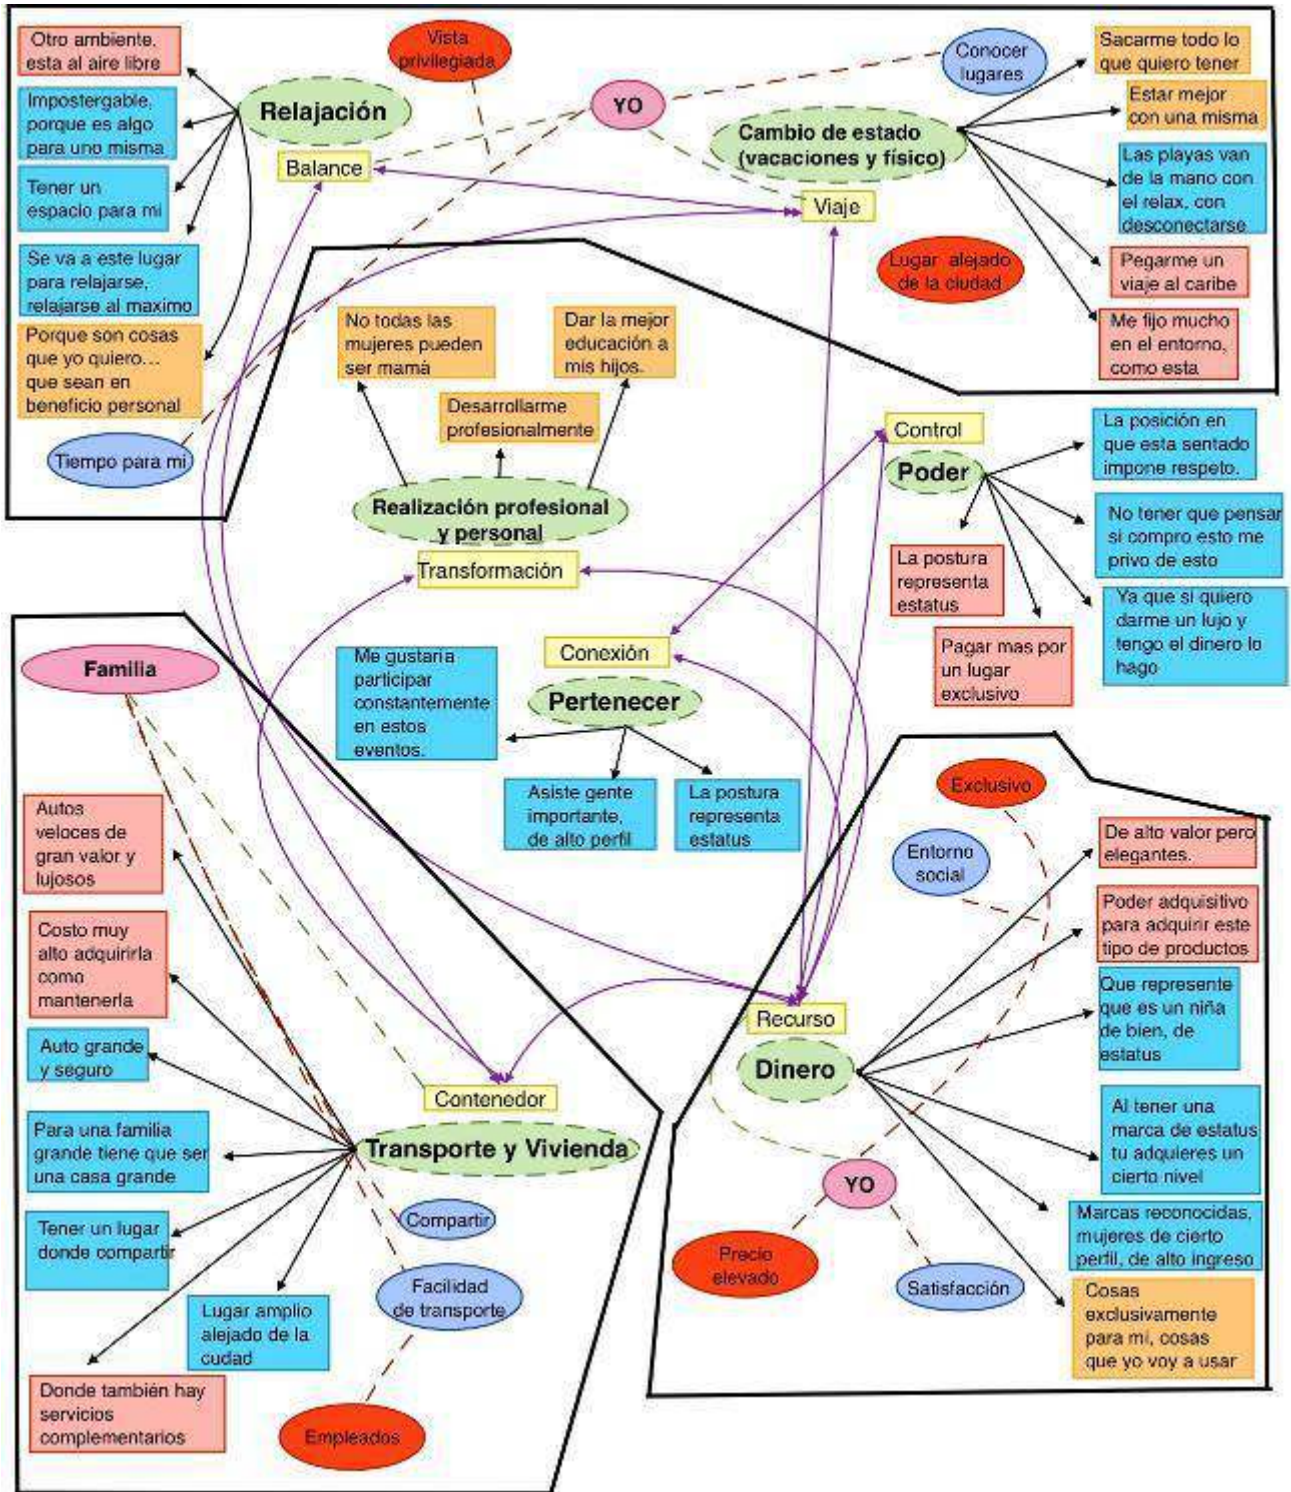 Otro ambiente,
esta al aire libre
Impostergable,
porque es algo
para uno misma
Tener un
espacio para mi
Se va a este lugar
para relajarse,
relajarse al maximo
Porque son cosas
que yo quiero...
que sean en
beneficio personal
Tiempo para mi
Relajación
Balance
Vista
privilegiada
YO
Conocer
lugares
Cambio de estado
(vacaciones y físico)
Viaje
Lugar alejado
de la ciudad
Sacarme todo lo
que quiero tener
Estar mejor
con una misma
Las playas van
de la mano con
el relax, con
desconectarse
Pegarme un
viaje al caribe
Me fijo mucho
en el entorno,
como esta
No todas las
mujeres pueden
ser mamá
Desarrollarme
profesionalmente
Dar la mejor
educación a
mis hijos.
Realización profesional
y personal
Transformación
Control
Poder
La posición en
que esta sentado
impone respeto.
No tener que pensar
si compro esto me
privo de esto
Ya que si quiero
darme un lujo y
tengo el dinero lo
hago
La postura
representa
estatus
Pagar mas por
un lugar
exclusivo
Conexión
Pertenecer
Me gustaria
participar
constantemente
en estos
eventos.
Asiste gente
importante,
de alto perfil
La postura
representa
estatus
Familia
Autos
veloces de
gran valor y
lujosos
Costo muy
alto adquirirla
como
mantenerla
Auto grande
y seguro
Para una familia
grande tiene que ser
una casa grande
Tener un lugar
donde compartir
Lugar amplio
alejado de la
cudad
Donde también hay
servicios
complementarios
Contenedor
Transporte y Vivienda
Compartir
Facilidad
de transporte
Empleados
Exclusivo
Entorno
social
Recurso
Dinero
YO
Precio
elevado
Satisfacción
De alto valor pero
elegantes.
Poder adquisitivo
para adquirir este
tipo de productos
Que represente
que es un niña
de bien, de
estatus
Al tener una
marca de estatus
tu adquieres un
cierto nivel
Marcas reconocidas,
mujeres de cierto
perfil, de alto ingreso
Cosas
exclusivamente
para mi, cosas
que yo voy a usar